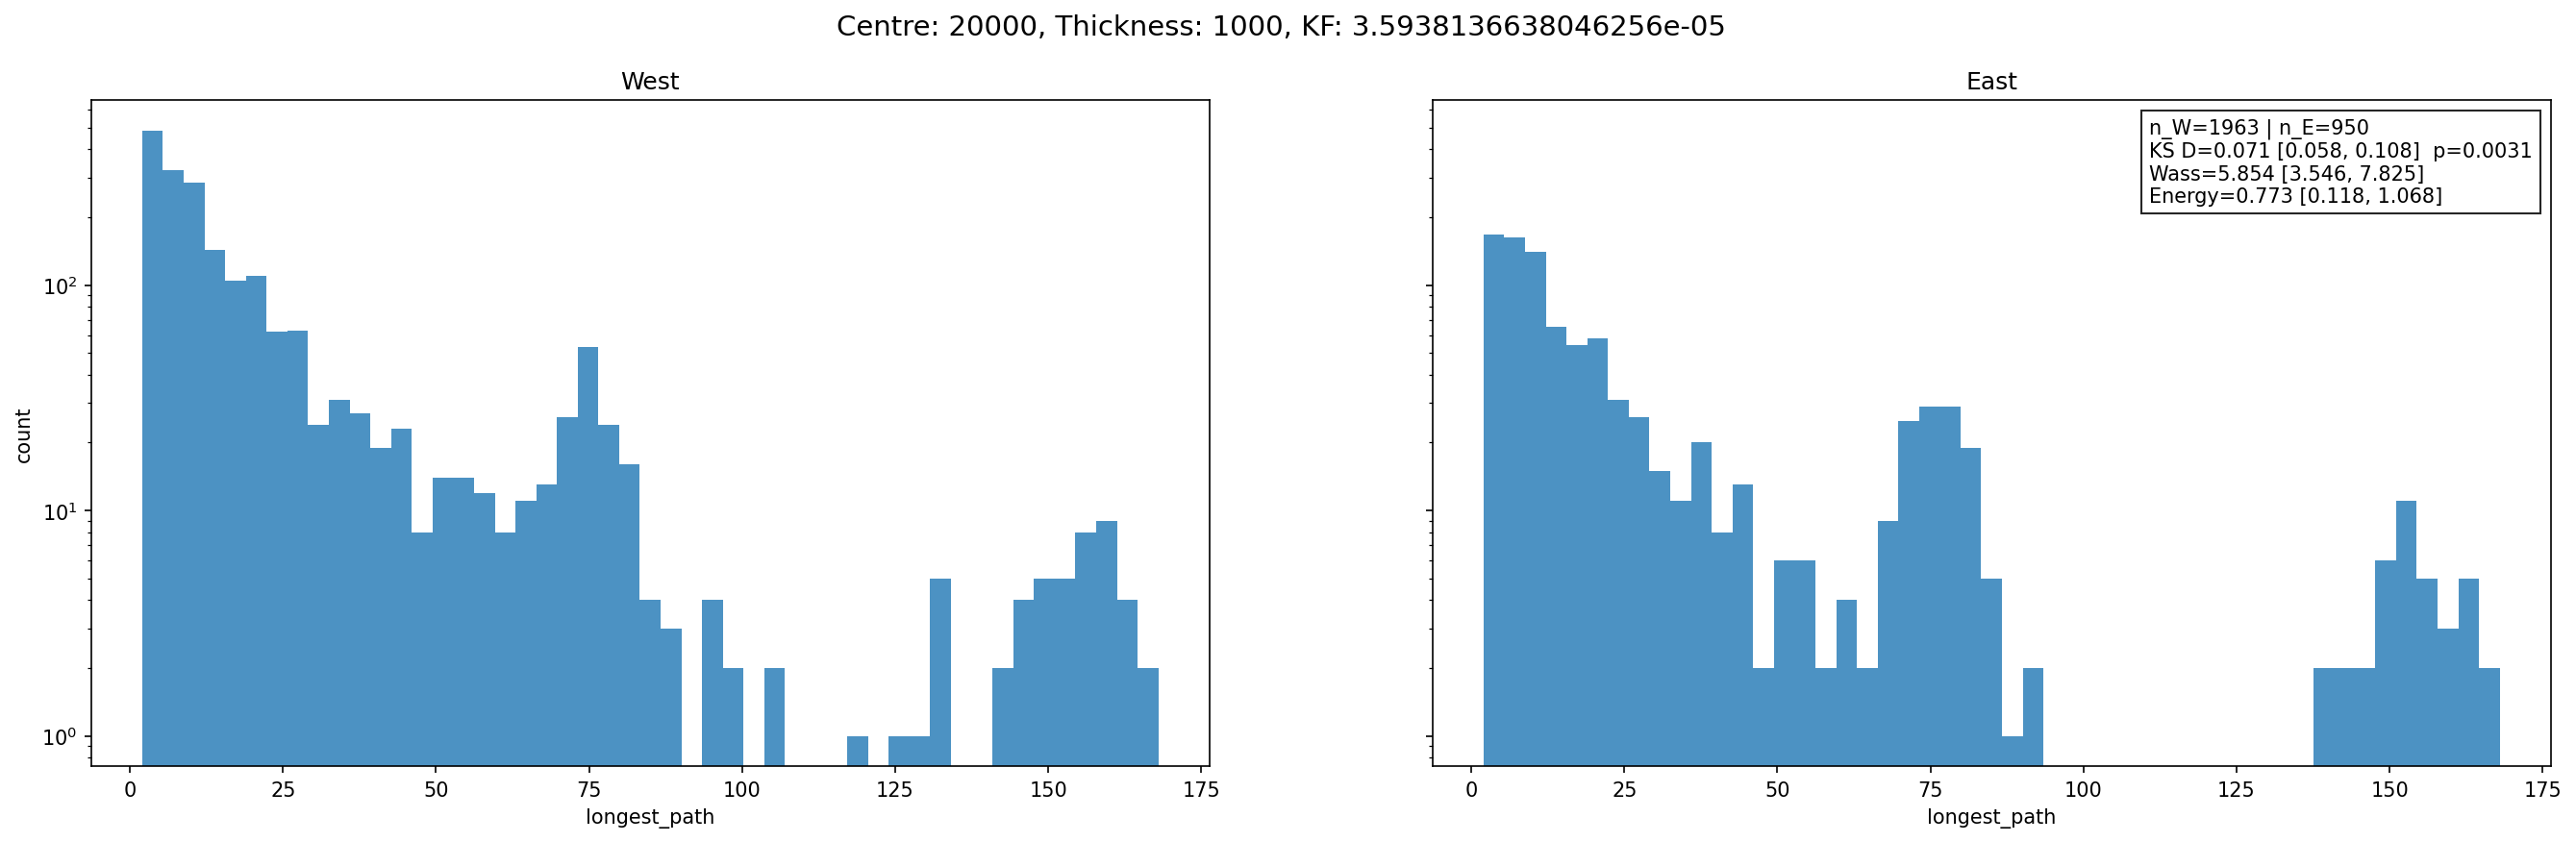 Centre: 20000, Thickness: 1000, KF: 3.5938136638046256e-05
West
East
n_W=1963 | n_E=950
KS D=0.071 [0.058, 0.108]  p=0.0031
Wass=5.854 [3.546, 7.825]
Energy=0.773 [0.118, 1.068]
count
10²
10¹
10⁰
0 25 50 75 100 125 150 175
longest_path
0 25 50 75 100 125 150 175
longest_path